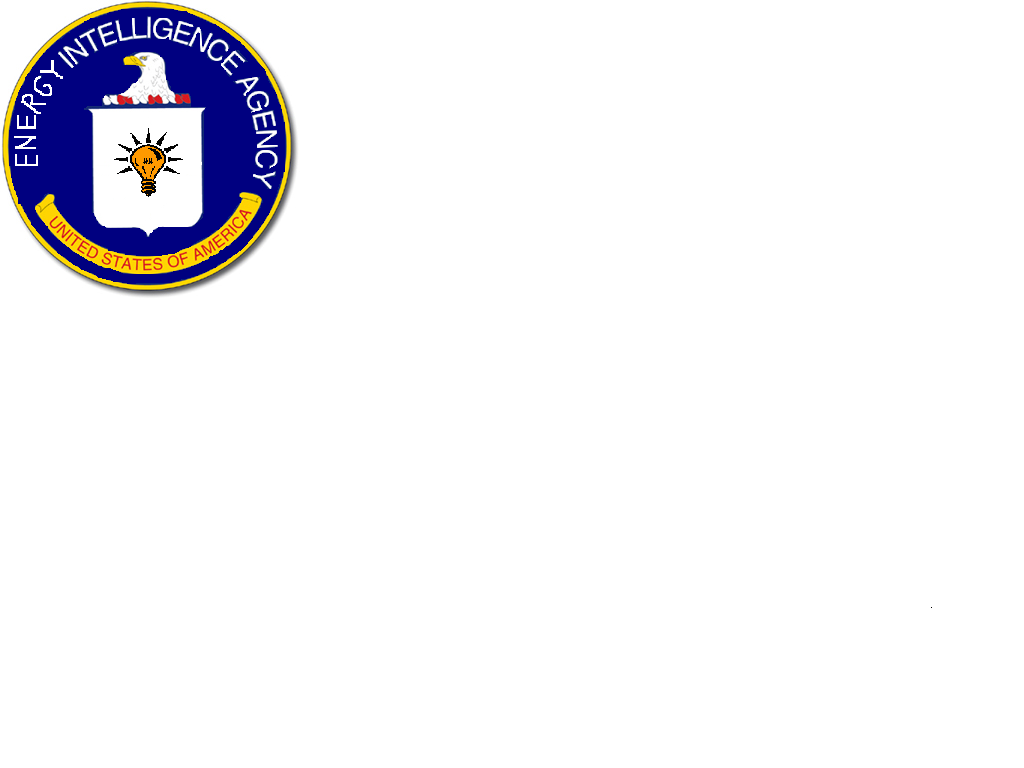 ENERGY INTELLIGENCE AGENCY
UNITED STATES OF AMERICA